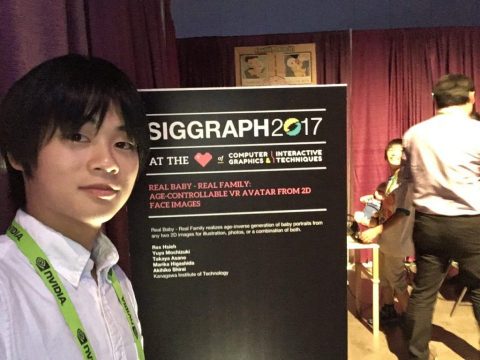 SIGGRAPH2017
AT THE of COMPUTER GRAPHICS & INTERACTIVE TECHNIQUES
REAL BABY - REAL FAMILY:
AGE-CONTROLLABLE VR AVATAR FROM 2D
FACE IMAGES
Real Baby - Real Family realizes age-inverse generation of baby portraits from
any two 2D images for illustration, photos, or a combination of both.
Rex Hsieh
Yuya Mochizuki
Takaya Asano
Marika Higashida
Akihiko Shirai
Kanagawa Institute of Technology
NVIDIA
NVIDIA